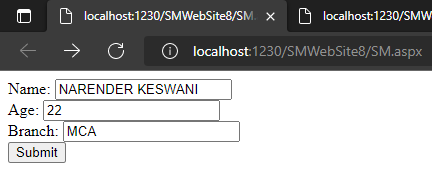 localhost:1230/SMWebSite8/SM. localhost:1230/SMW
localhost:1230/SMWebSite8/SM.aspx
Name: NARENDER KESWANI
Age: 22
Branch: MCA
Submit